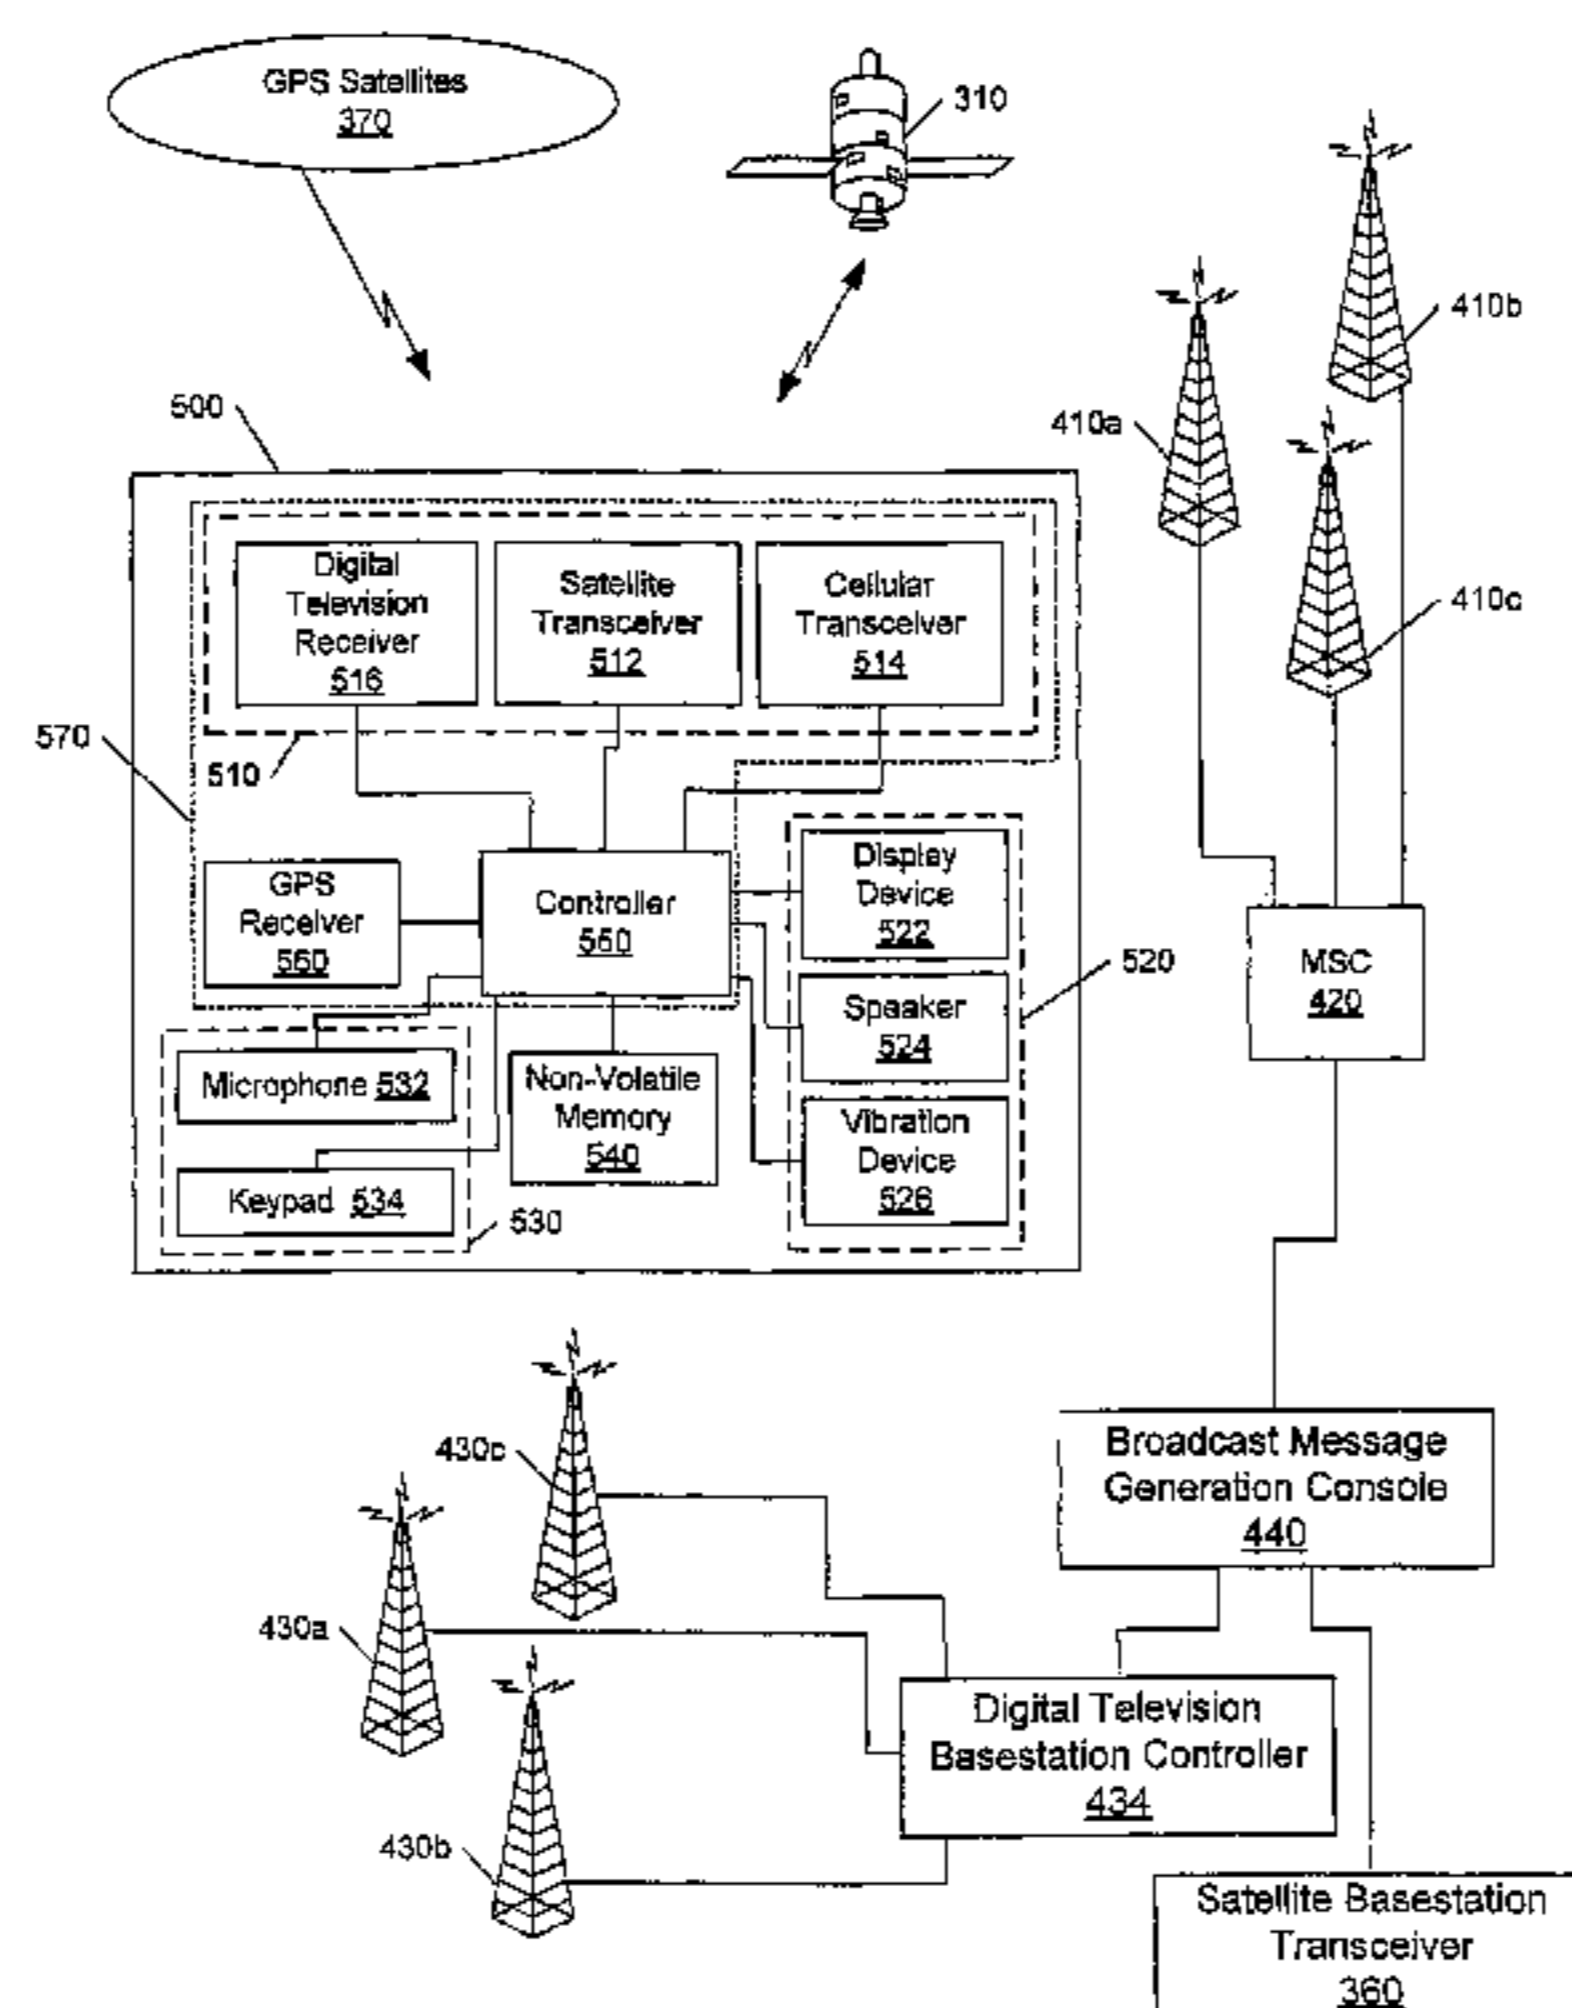 GPS Satellites
370
310
410b
500
410a
Digital
Television
Receiver
516
Satellite
Transceiver
512
Cellular
Transceiver
514
410c
570
510
GPS
Receiver
560
Controller
550
Display
Device
522
520
MSC
420
Speaker
524
Microphone 532
Non-Volatile
Memory
540
Vibration
Device
526
Keypad 534
530
430c
Broadcast Message
Generation Console
440
430a
Digital Television
Basestation Controller
434
430b
Satellite Basestation
Transceiver
360